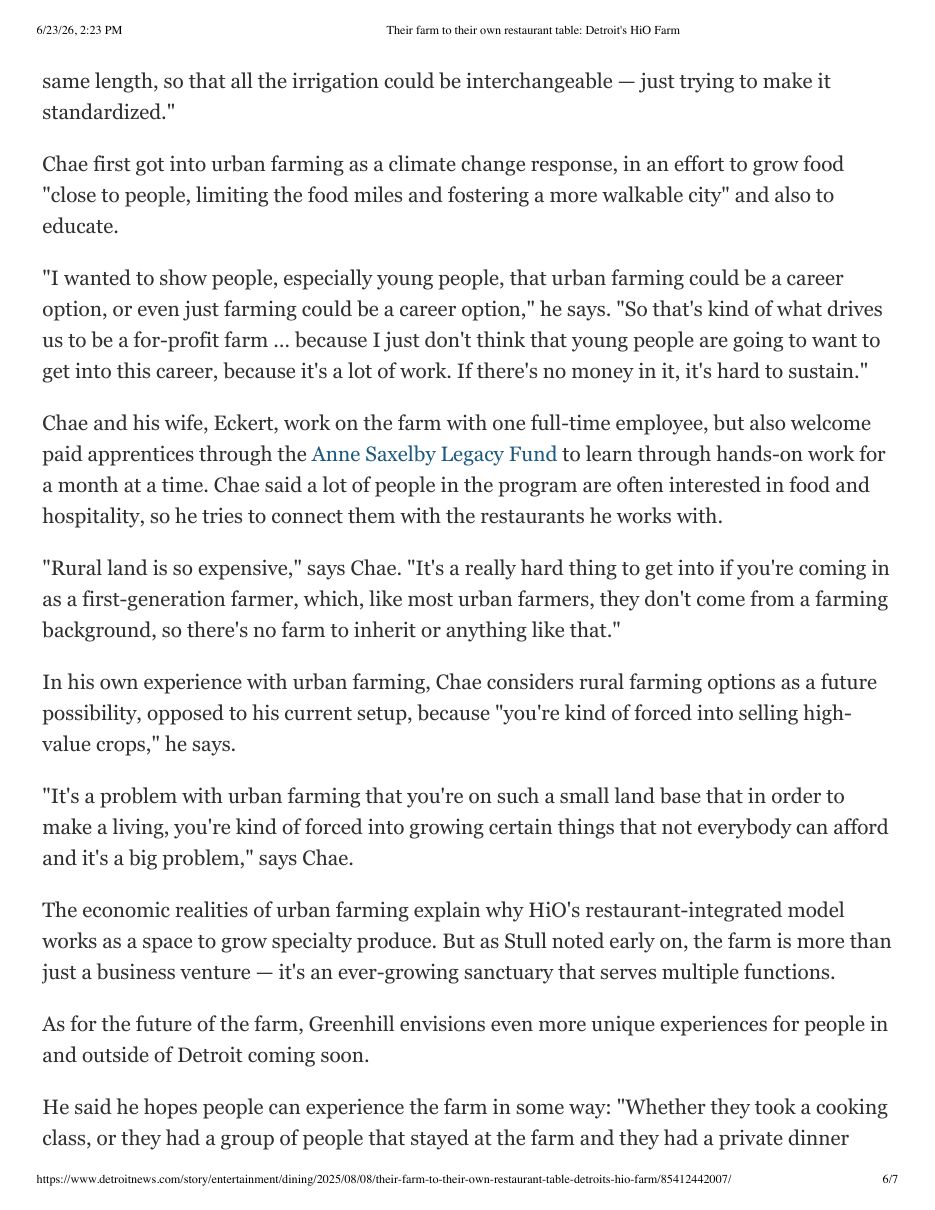 6/23/26, 2:23 PM
Their farm to their own restaurant table: Detroit's HiO Farm
same length, so that all the irrigation could be interchangeable — just trying to make it
standardized."
Chae first got into urban farming as a climate change response, in an effort to grow food
"close to people, limiting the food miles and fostering a more walkable city" and also to
educate.
"I wanted to show people, especially young people, that urban farming could be a career
option, or even just farming could be a career option," he says. "So that's kind of what drives
us to be a for-profit farm ... because I just don't think that young people are going to want to
get into this career, because it's a lot of work. If there's no money in it, it's hard to sustain."
Chae and his wife, Eckert, work on the farm with one full-time employee, but also welcome
paid apprentices through the Anne Saxelby Legacy Fund to learn through hands-on work for
a month at a time. Chae said a lot of people in the program are often interested in food and
hospitality, so he tries to connect them with the restaurants he works with.
"Rural land is so expensive," says Chae. "It's a really hard thing to get into if you're coming in
as a first-generation farmer, which, like most urban farmers, they don't come from a farming
background, so there's no farm to inherit or anything like that."
In his own experience with urban farming, Chae considers rural farming options as a future
possibility, opposed to his current setup, because "you're kind of forced into selling high-
value crops," he says.
"It's a problem with urban farming that you're on such a small land base that in order to
make a living, you're kind of forced into growing certain things that not everybody can afford
and it's a big problem," says Chae.
The economic realities of urban farming explain why HiO's restaurant-integrated model
works as a space to grow specialty produce. But as Stull noted early on, the farm is more than
just a business venture — it's an ever-growing sanctuary that serves multiple functions.
As for the future of the farm, Greenhill envisions even more unique experiences for people in
and outside of Detroit coming soon.
He said he hopes people can experience the farm in some way: "Whether they took a cooking
class, or they had a group of people that stayed at the farm and they had a private dinner
https://www.detroitnews.com/story/entertainment/dining/2025/08/08/their-farm-to-their-own-restaurant-table-detroits-hio-farm/85412442007/
6/7